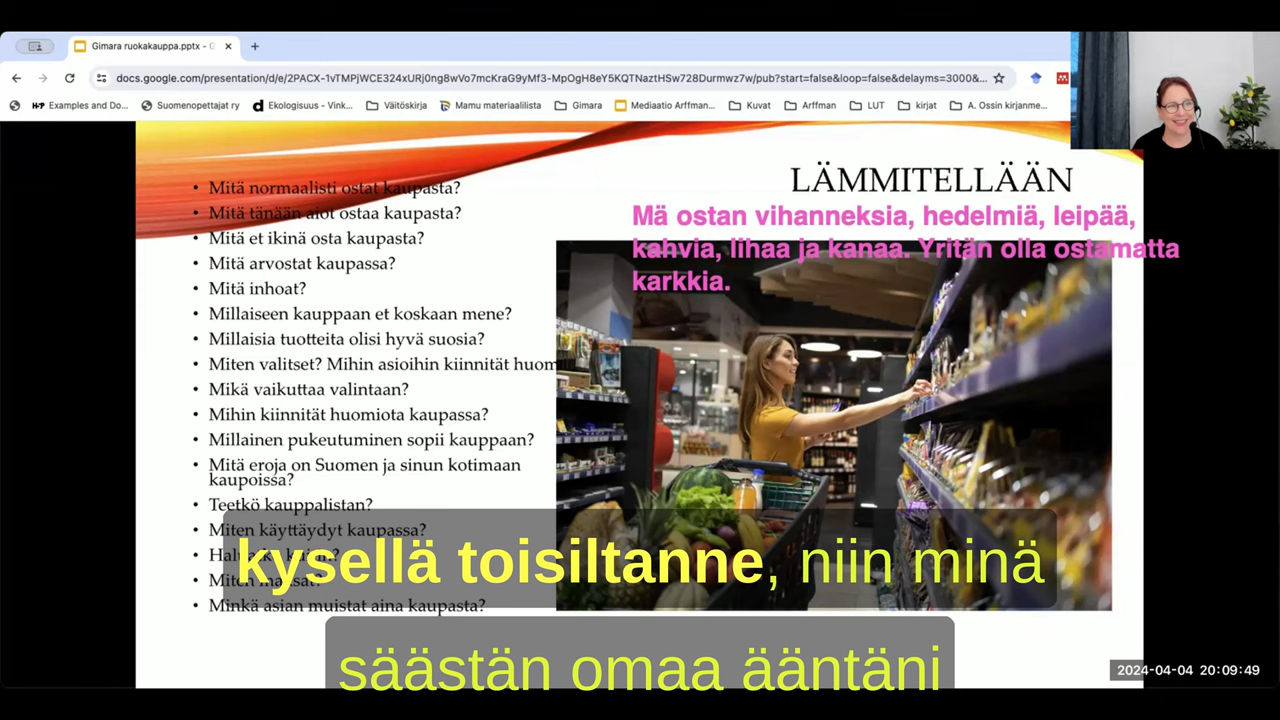 Gimara ruokakauppa.pptx - G
docs.google.com/presentation/d/e/2PACX-1vTMPjWCE324xURj0ng8wVo7mcKraG9yMf3-MpOgH8eY5KQTNaztHSw728Durmwz7w/pub?start=false&loop=false&delayms=3000&...
Examples and Do... Suomenopettajat ry Ekologisuus - Vink... Väitöskirja Mamu materiaalilista Gimara Mediaatio Arffman... Kuvat Arffman LUT kirjat A. Ossin kirjanme...
LÄMMITELLÄÄN
Mä ostan vihanneksia, hedelmiä, leipää,
kahvia, lihaa ja kanaa. Yritän olla ostamatta
karkkia.
• Mitä normaalisti ostat kaupasta?
• Mitä tänään aiot ostaa kaupasta?
• Mitä et ikinä osta kaupasta?
• Mitä arvostat kaupassa?
• Mitä inhoat?
• Millaiseen kauppaan et koskaan mene?
• Millaisia tuotteita olisi hyvä suosia?
• Miten valitset? Mihin asioihin kiinnität huom
• Mikä vaikuttaa valintaan?
• Mihin kiinnität huomiota kaupassa?
• Millainen pukeutuminen sopii kauppaan?
• Mitä eroja on Suomen ja sinun kotimaan
kaupoissa?
• Teetkö kauppalistan?
• Miten käyttäydyt kaupassa?
• Miten
• Minkä asian muistat aina kaupasta?
kysellä toisiltanne, niin minä
säästän omaa ääntäni
2024-04-04 20:09:49